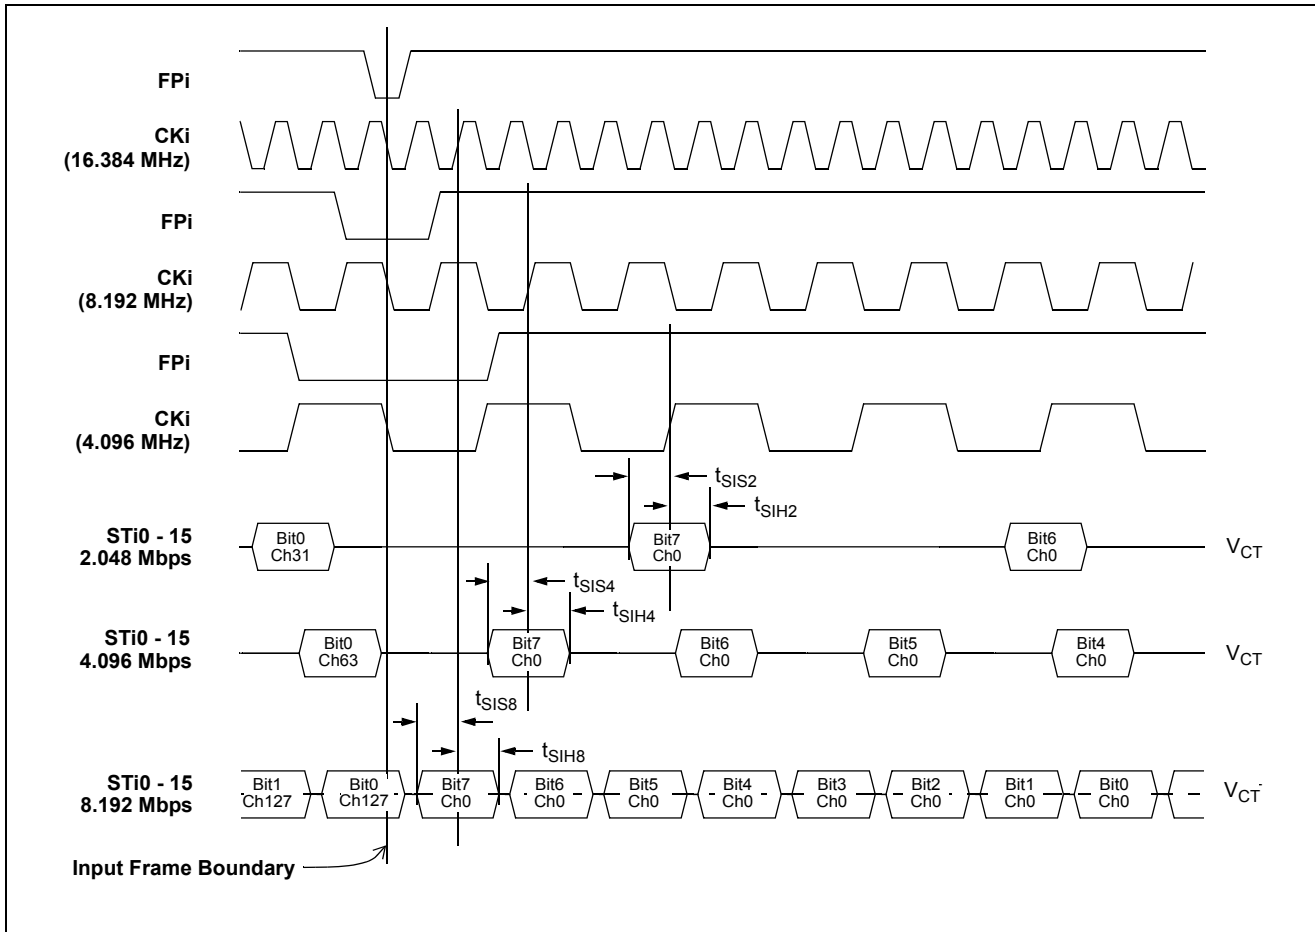 FPi
CKi
(16.384 MHz)
FPi
CKi
(8.192 MHz)
FPi
CKi
(4.096 MHz)
tSIS2
tSIH2
STi0 - 15
2.048 Mbps
Bit0
Ch31
Bit7
Ch0
Bit6
Ch0
VCT
tSIS4
tSIH4
STi0 - 15
4.096 Mbps
Bit0
Ch63
Bit7
Ch0
Bit6
Ch0
Bit5
Ch0
Bit4
Ch0
VCT
tSIS8
tSIH8
STi0 - 15
8.192 Mbps
Bit1
Ch127
Bit0
Ch127
Bit7
Ch0
Bit6
Ch0
Bit5
Ch0
Bit4
Ch0
Bit3
Ch0
Bit2
Ch0
Bit1
Ch0
Bit0
Ch0
VCT
Input Frame Boundary